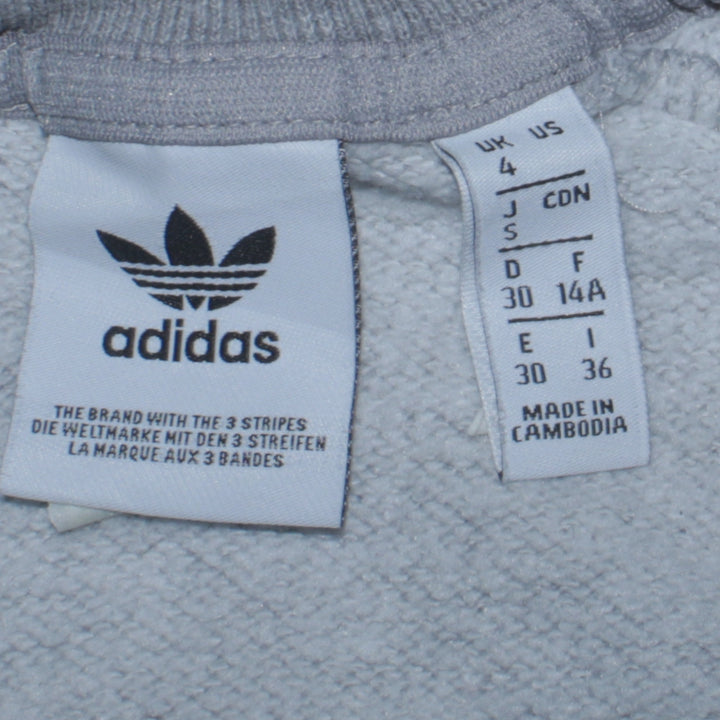 adidas
THE BRAND WITH THE 3 STRIPES
DIE WELTMARKE MIT DEN 3 STREIFEN
LA MARQUE AUX 3 BANDES
UK US
4
J CDN
S
D F
30 14A
E I
30 36
MADE IN
CAMBODIA